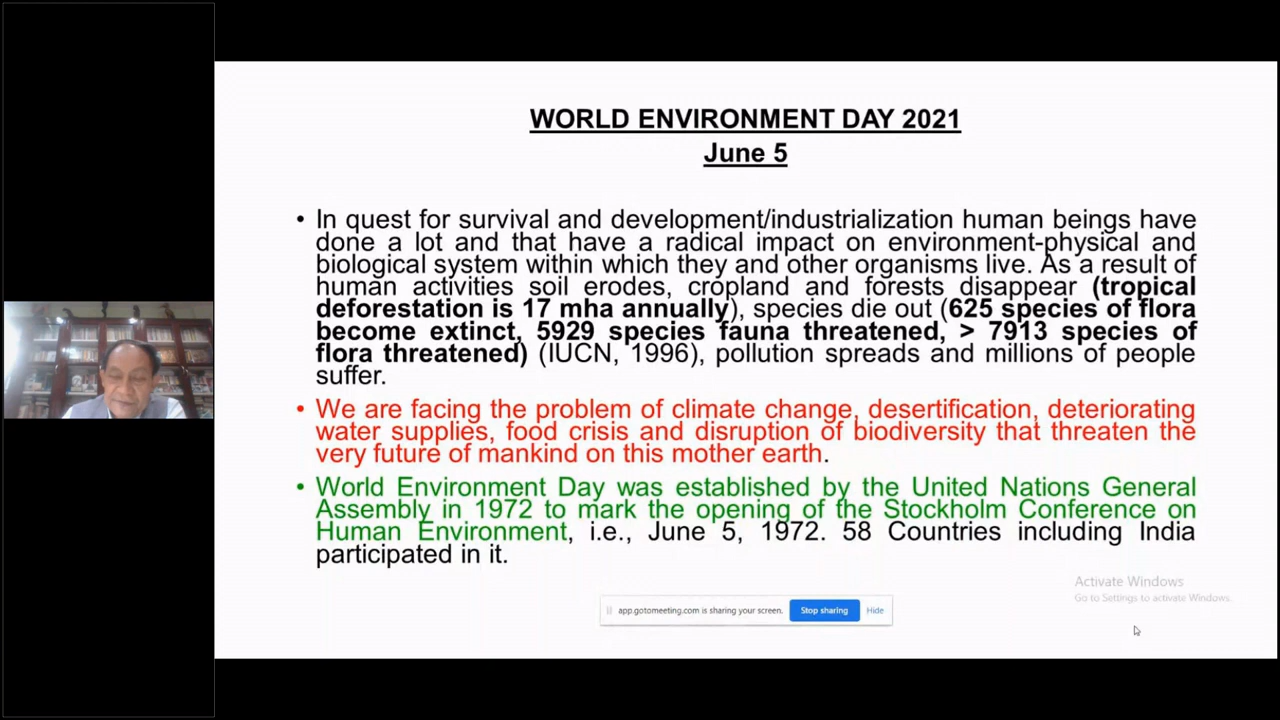 WORLD ENVIRONMENT DAY 2021
June 5
• In quest for survival and development/industrialization human beings have
done a lot and that have a radical impact on environment-physical and
biological system within which they and other organisms live. As a result of
human activities soil erodes, cropland and forests disappear (tropical
deforestation is 17 mha annually), species die out (625 species of flora
become extinct, 5929 species fauna threatened, > 7913 species of
flora threatened) (IUCN, 1996), pollution spreads and millions of people
suffer.
• We are facing the problem of climate change, desertification, deteriorating
water supplies, food crisis and disruption of biodiversity that threaten the
very future of mankind on this mother earth.
• World Environment Day was established by the United Nations General
Assembly in 1972 to mark the opening of the Stockholm Conference on
Human Environment, i.e., June 5, 1972. 58 Countries including India
participated in it.
Activate Windows
Go to Settings to activate Windows.
app.gotomeeting.com is sharing your screen. Stop sharing Hide